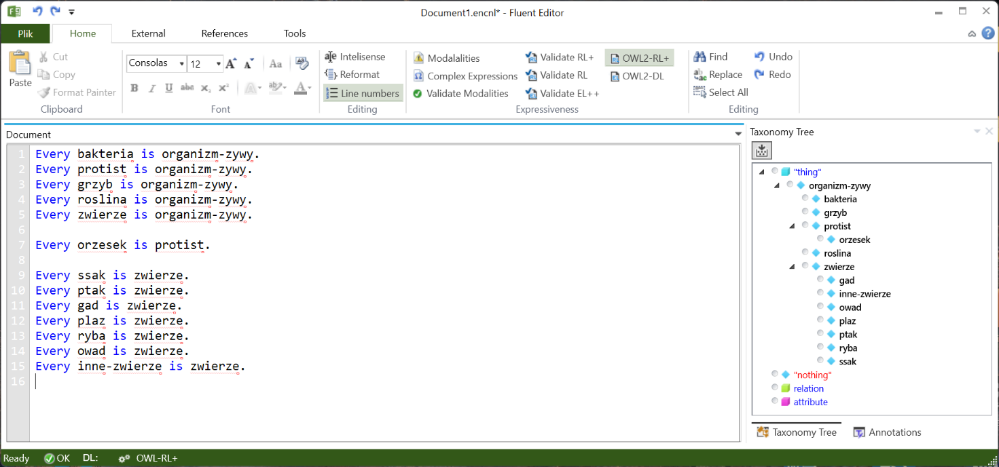 Document1.encnl* - Fluent Editor
Plik Home External References Tools
Paste
Cut
Copy
Format Painter
Clipboard
Consolas 12
Aa
B I U abc x₂ x²
A ab A
Font
Intelisense
Reformat
Line numbers
Editing
Modalalities
Complex Expressions
Validate Modalities
Validate RL+
Validate RL
Validate EL++
OWL2-RL+
OWL2-DL
Expressiveness
Find
Replace
Select All
Undo
Redo
Editing
Document
1 Every bakteria is organizm-zywy.
2 Every protist is organizm-zywy.
3 Every grzyb is organizm-zywy.
4 Every roslina is organizm-zywy.
5 Every zwierze is organizm-zywy.
6
7 Every orzesek is protist.
8
9 Every ssak is zwierze.
10 Every ptak is zwierze.
11 Every gad is zwierze.
12 Every plaz is zwierze.
13 Every ryba is zwierze.
14 Every owad is zwierze.
15 Every inne-zwierze is zwierze.
16
Taxonomy Tree
"thing"
organizm-zywy
bakteria
grzyb
protist
orzesek
roslina
zwierze
gad
inne-zwierze
owad
plaz
ptak
ryba
ssak
"nothing"
relation
attribute
Taxonomy Tree Annotations
Ready OK DL: OWL-RL+